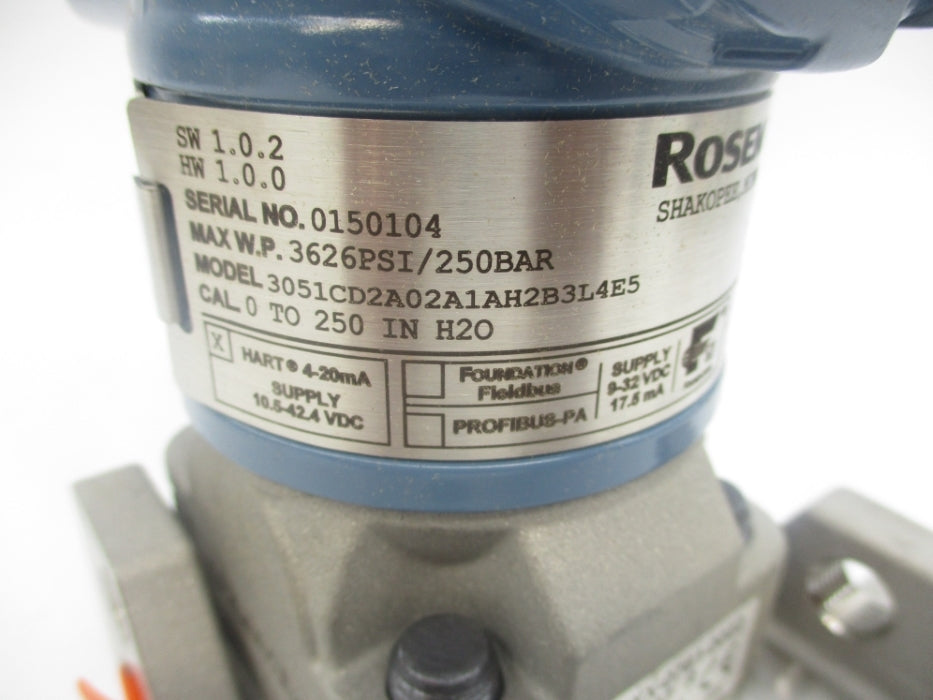 SW 1.0.2
HW 1.0.0
SERIAL NO. 0150104
MAX W.P. 3626PSI/250BAR
MODEL 3051CD2A02A1AH2B3L4E5
CAL. 0 TO 250 IN H2O
ROSEM
SHAKOPEE,
X HART® 4-20mA
SUPPLY
10.5-42.4 VDC
FOUNDATION®
Fieldbus
PROFIBUS-PA
SUPPLY
9-32 VDC
17.5 mA
F